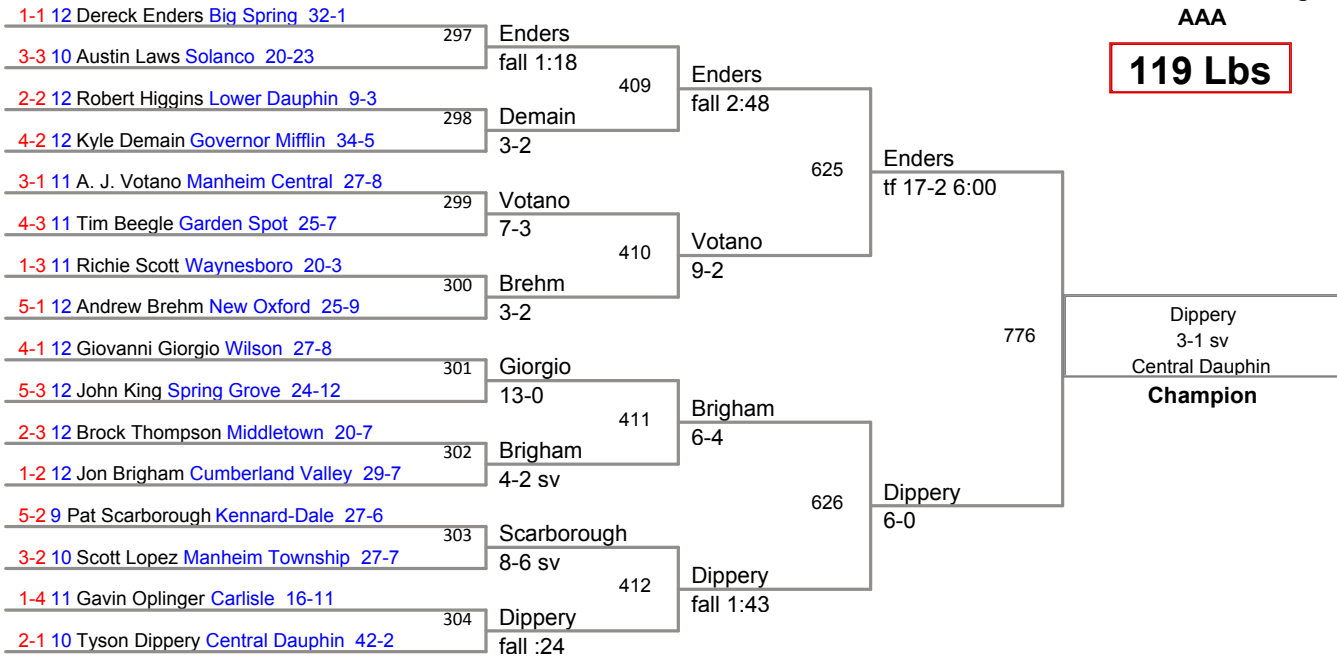 AAA
119 Lbs
1-1 12 Dereck Enders Big Spring 32-1
297
Enders
fall 1:18
3-3 10 Austin Laws Solanco 20-23
409
Enders
fall 2:48
2-2 12 Robert Higgins Lower Dauphin 9-3
298
Demain
3-2
4-2 12 Kyle Demain Governor Mifflin 34-5
625
Enders
tf 17-2 6:00
3-1 11 A. J. Votano Manheim Central 27-8
299
Votano
7-3
4-3 11 Tim Beegle Garden Spot 25-7
410
Votano
9-2
1-3 11 Richie Scott Waynesboro 20-3
300
Brehm
3-2
5-1 12 Andrew Brehm New Oxford 25-9
776
Dippery
3-1 sv
Central Dauphin
Champion
4-1 12 Giovanni Giorgio Wilson 27-8
301
Giorgio
13-0
5-3 12 John King Spring Grove 24-12
411
Brigham
6-4
2-3 12 Brock Thompson Middletown 20-7
302
Brigham
4-2 sv
1-2 12 Jon Brigham Cumberland Valley 29-7
626
Dippery
6-0
5-2 9 Pat Scarborough Kennard-Dale 27-6
303
Scarborough
8-6 sv
3-2 10 Scott Lopez Manheim Township 27-7
412
Dippery
fall 1:43
1-4 11 Gavin Oplinger Carlisle 16-11
304
Dippery
fall :24
2-1 10 Tyson Dippery Central Dauphin 42-2